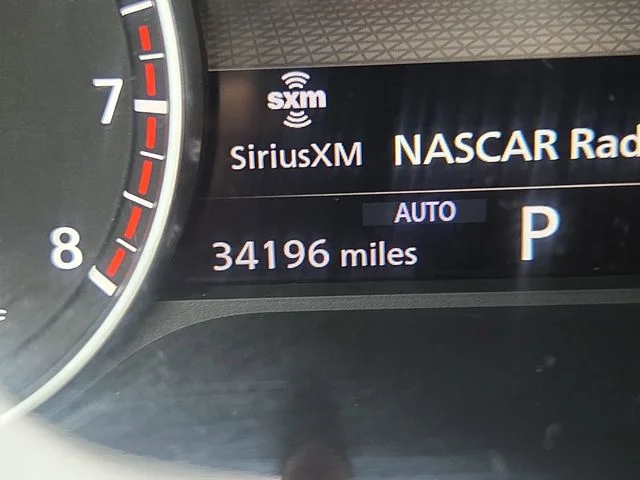 7
8
sxm
SiriusXM
NASCAR Rad
AUTO
P
34196 miles